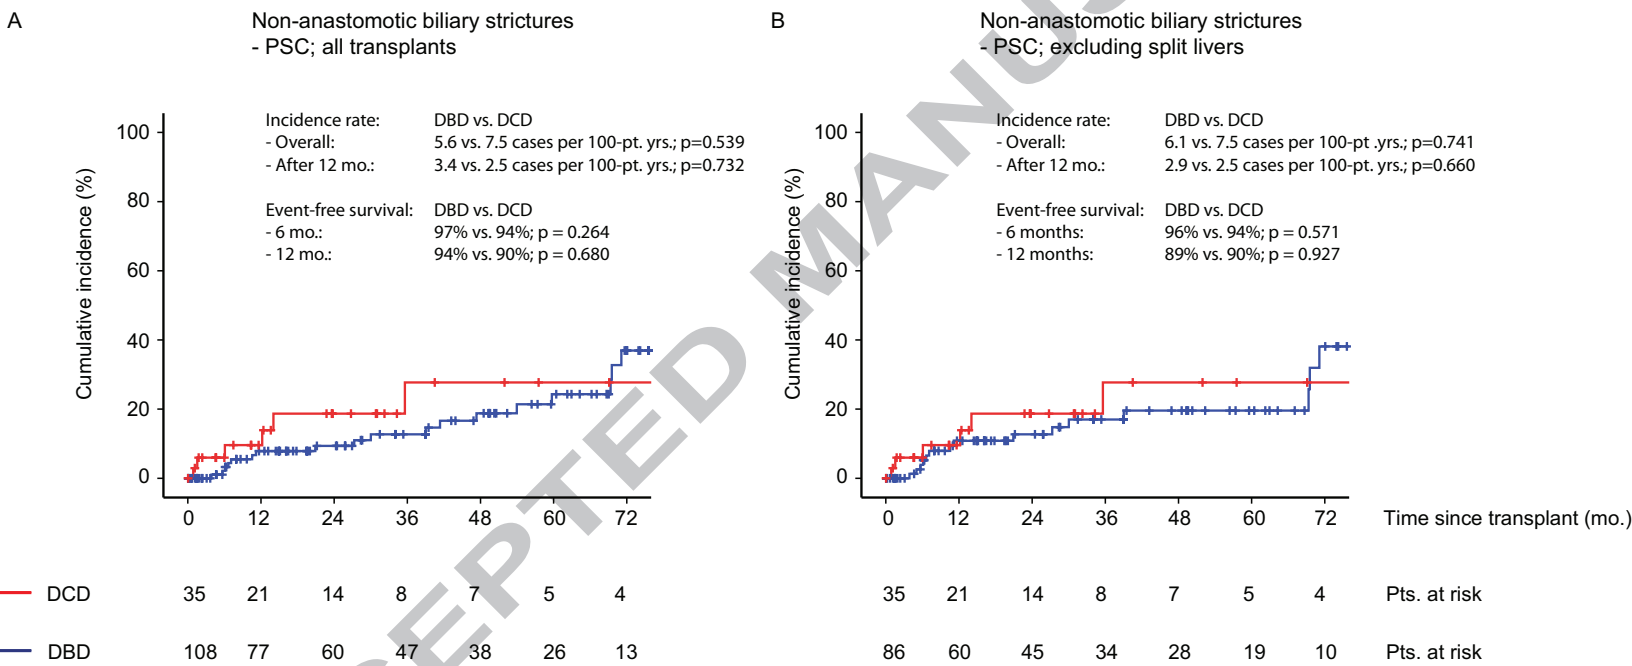 A
Non-anastomotic biliary strictures
- PSC; all transplants
Incidence rate: DBD vs. DCD
- Overall: 5.6 vs. 7.5 cases per 100-pt. yrs.; p=0.539
- After 12 mo.: 3.4 vs. 2.5 cases per 100-pt. yrs.; p=0.732
Event-free survival: DBD vs. DCD
- 6 mo.: 97% vs. 94%; p = 0.264
- 12 mo.: 94% vs. 90%; p = 0.680
Cumulative incidence (%)
100
80
60
40
20
0
0 12 24 36 48 60 72
DCD 35 21 14 8 7 5 4
DBD 108 77 60 47 38 26 13
B
Non-anastomotic biliary strictures
- PSC; excluding split livers
Incidence rate: DBD vs. DCD
- Overall: 6.1 vs. 7.5 cases per 100-pt .yrs.; p=0.741
- After 12 mo.: 2.9 vs. 2.5 cases per 100-pt. yrs.; p=0.660
Event-free survival: DBD vs. DCD
- 6 months: 96% vs. 94%; p = 0.571
- 12 months: 89% vs. 90%; p = 0.927
Cumulative incidence (%)
100
80
60
40
20
0
0 12 24 36 48 60 72 Time since transplant (mo.)
35 21 14 8 7 5 4 Pts. at risk
86 60 45 34 28 19 10 Pts. at risk
CEPTED MANUS